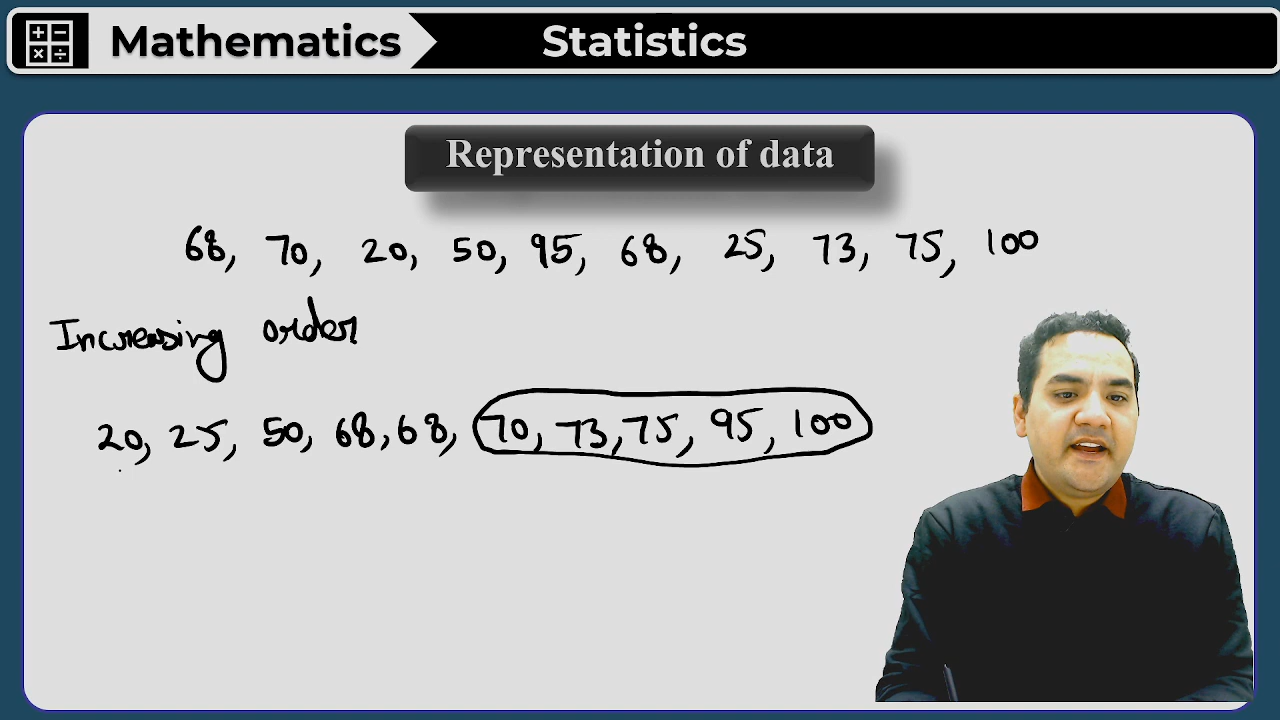 Mathematics Statistics
Representation of data
68, 70, 20, 50, 95, 68, 25, 73, 75, 100
Increasing order
20, 25, 50, 68, 68, 70, 73, 75, 95, 100